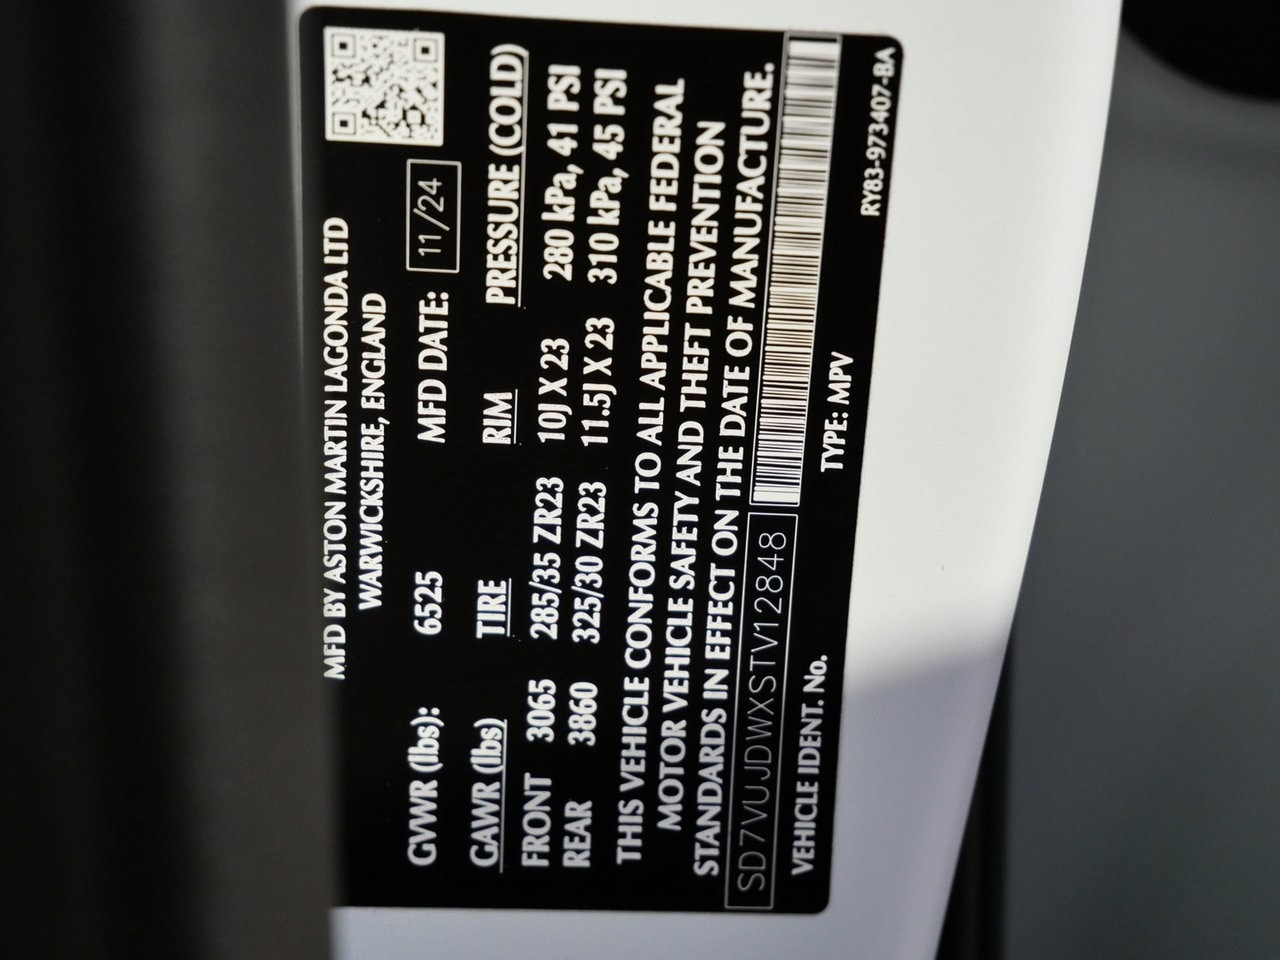 MFD BY ASTON MARTIN LAGONDA LTD
WARWICKSHIRE, ENGLAND
GVWR (lbs): 6525 MFD DATE: 11/24
GAWR (lbs) TIRE RIM PRESSURE (COLD)
FRONT 3065 285/35 ZR23 10J X 23 280 kPa, 41 PSI
REAR 3860 325/30 ZR23 11.5J X 23 310 kPa, 45 PSI
THIS VEHICLE CONFORMS TO ALL APPLICABLE FEDERAL
MOTOR VEHICLE SAFETY AND THEFT PREVENTION
STANDARDS IN EFFECT ON THE DATE OF MANUFACTURE.
SD7VUJDWXSTV12848
VEHICLE IDENT. No. TYPE: MPV
RY83-973407-BA